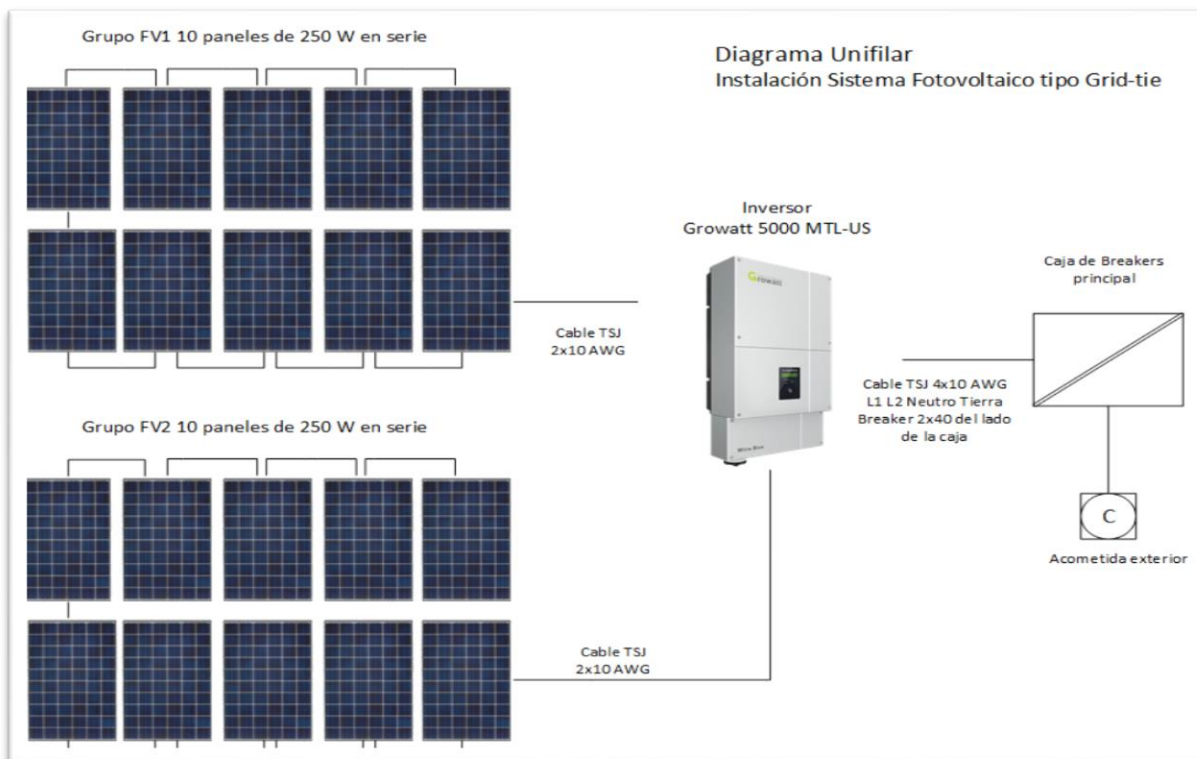 Grupo FV1 10 paneles de 250 W en serie
Diagrama Unifilar
Instalación Sistema Fotovoltaico tipo Grid-tie
Inversor
Growatt 5000 MTL-US
Growatt
Caja de Breakers
principal
Cable TSJ
2x10 AWG
Cable TSJ 4x10 AWG
L1 L2 Neutro Tierra
Breaker 2x40 del lado
de la caja
Grupo FV2 10 paneles de 250 W en serie
C
Acometida exterior
Cable TSJ
2x10 AWG